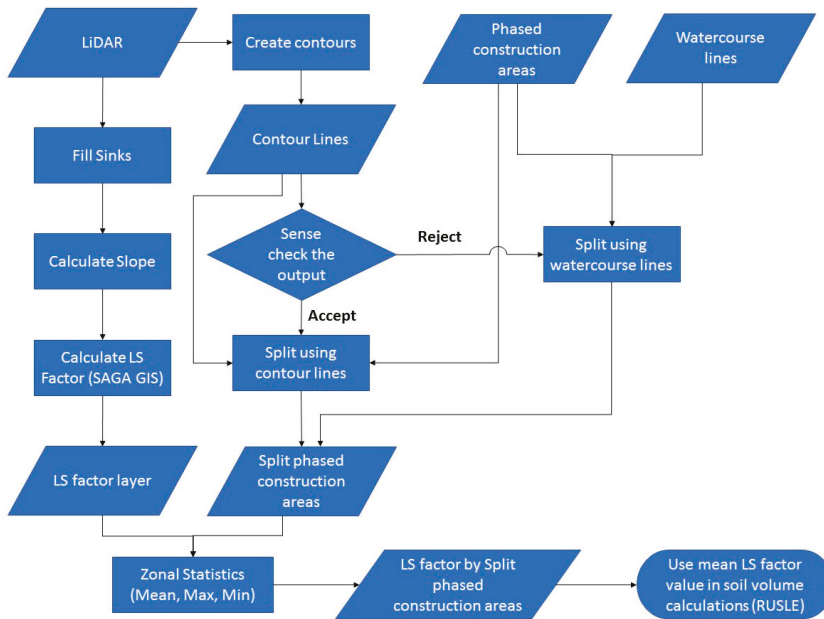 LiDAR
Create contours
Phased
construction
areas
Watercourse
lines
Fill Sinks
Contour Lines
Calculate Slope
Sense
check the
output
Reject
Split using
watercourse lines
Accept
Calculate LS
Factor (SAGA GIS)
Split using
contour lines
LS factor layer
Split phased
construction
areas
Zonal Statistics
(Mean, Max, Min)
LS factor by Split
phased
construction areas
Use mean LS factor
value in soil volume
calculations (RUSLE)